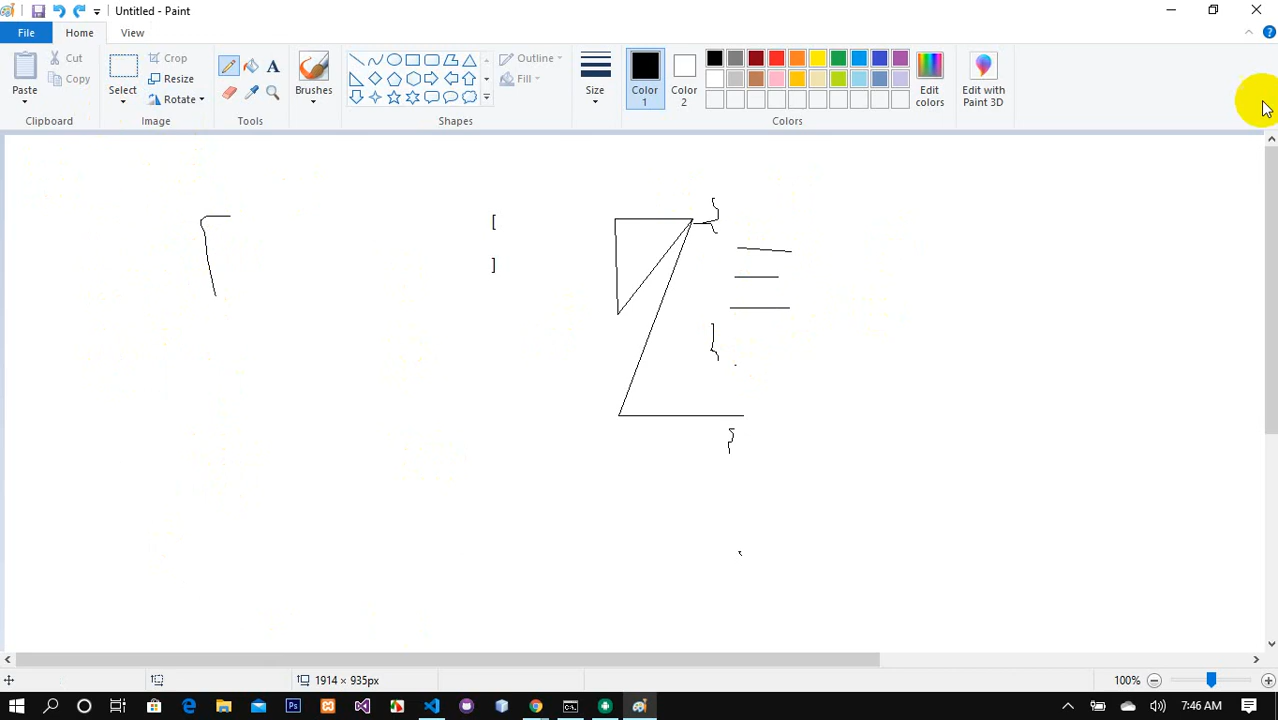 Untitled - Paint
File Home View
Paste Cut Copy Clipboard
Select Crop Resize Rotate Image
Tools
Brushes
Shapes Outline Fill
Size
Color 1 Color 2 Edit colors Colors
Edit with Paint 3D
[
]
1914 × 935px 100%
7:46 AM